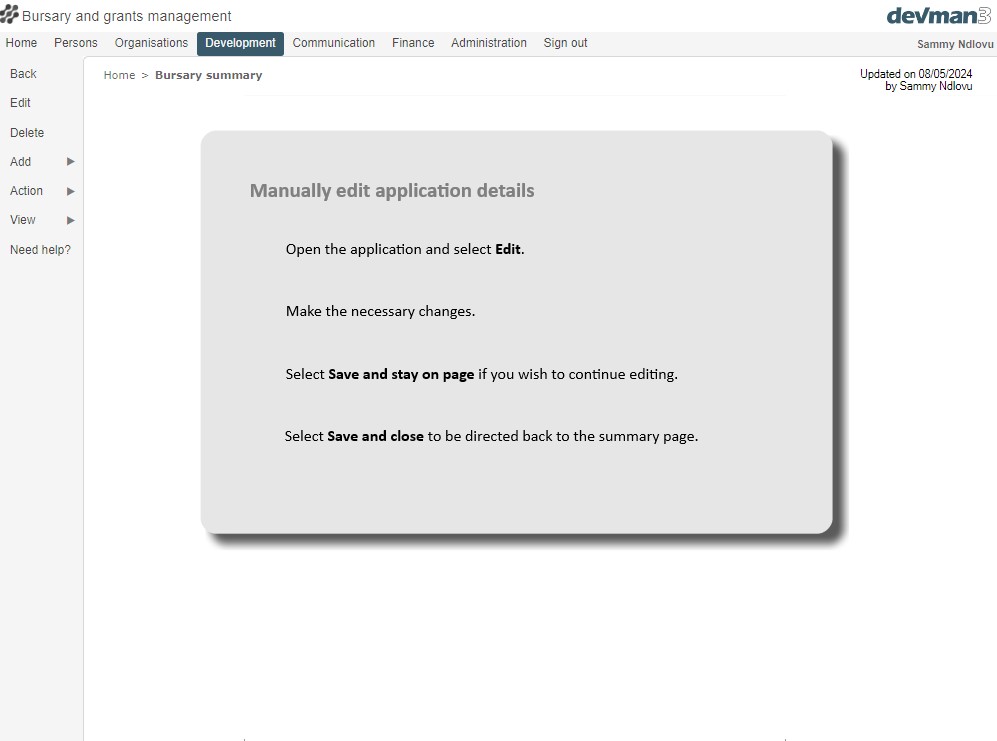 Bursary and grants management
devman3
Home Persons Organisations Development Communication Finance Administration Sign out
Sammy Ndlovu
Back
Edit
Delete
Add
Action
View
Need help?
Home > Bursary summary
Updated on 08/05/2024
by Sammy Ndlovu
Manually edit application details
Open the application and select Edit.
Make the necessary changes.
Select Save and stay on page if you wish to continue editing.
Select Save and close to be directed back to the summary page.